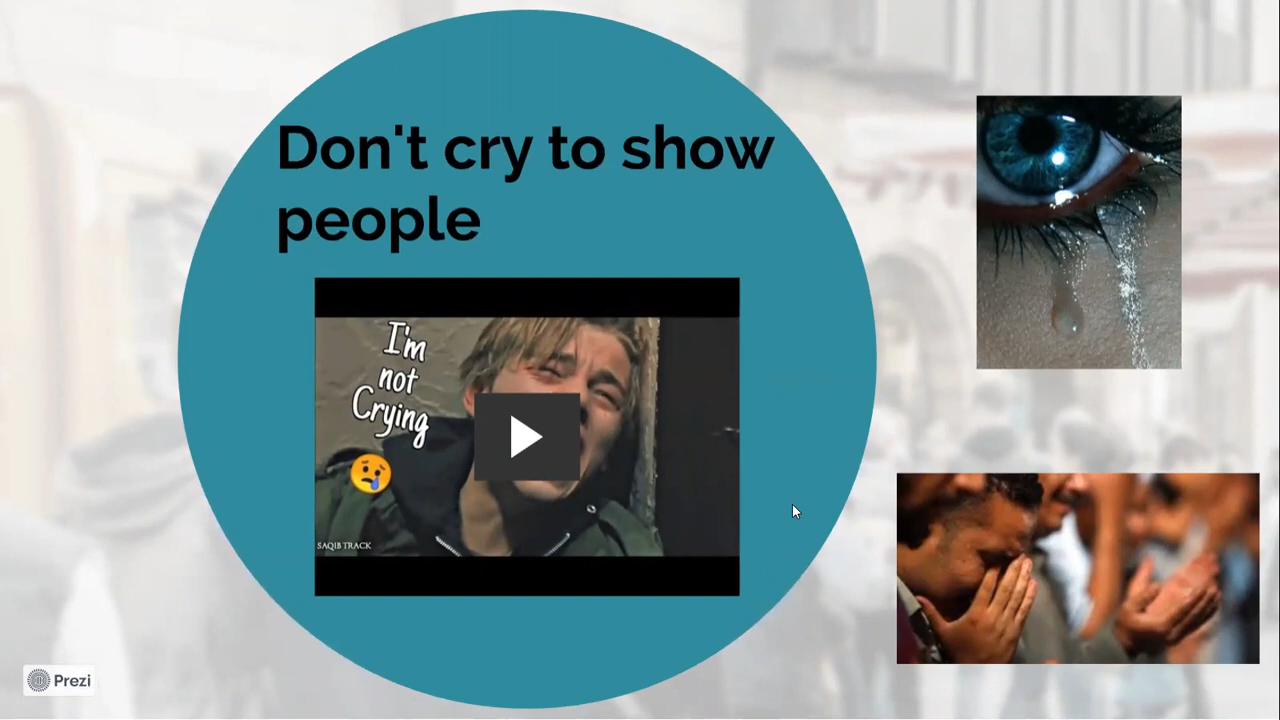 Don't cry to show
people
I'm
not
Crying
SAQIB TRACK
Prezi